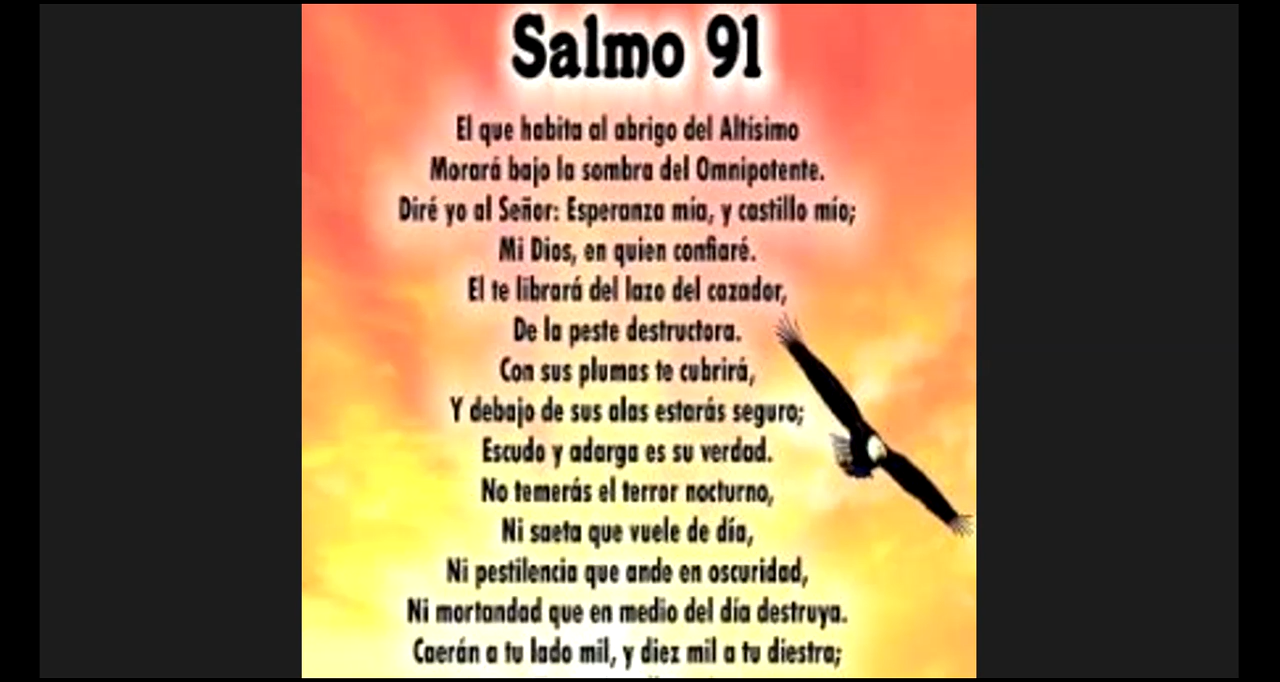 Salmo 91
El que habita al abrigo del Altísimo
Morará bajo la sombra del Omnipotente.
Diré yo al Señor: Esperanza mía, y castillo mío;
Mi Dios, en quien confiaré.
El te librará del lazo del cazador,
De la peste destructora.
Con sus plumas te cubrirá,
Y debajo de sus alas estarás seguro;
Escudo y adarga es su verdad.
No temerás el terror nocturno,
Ni saeta que vuele de día,
Ni pestilencia que ande en oscuridad,
Ni mortandad que en medio del día destruya.
Caerán a tu lado mil, y diez mil a tu diestra;